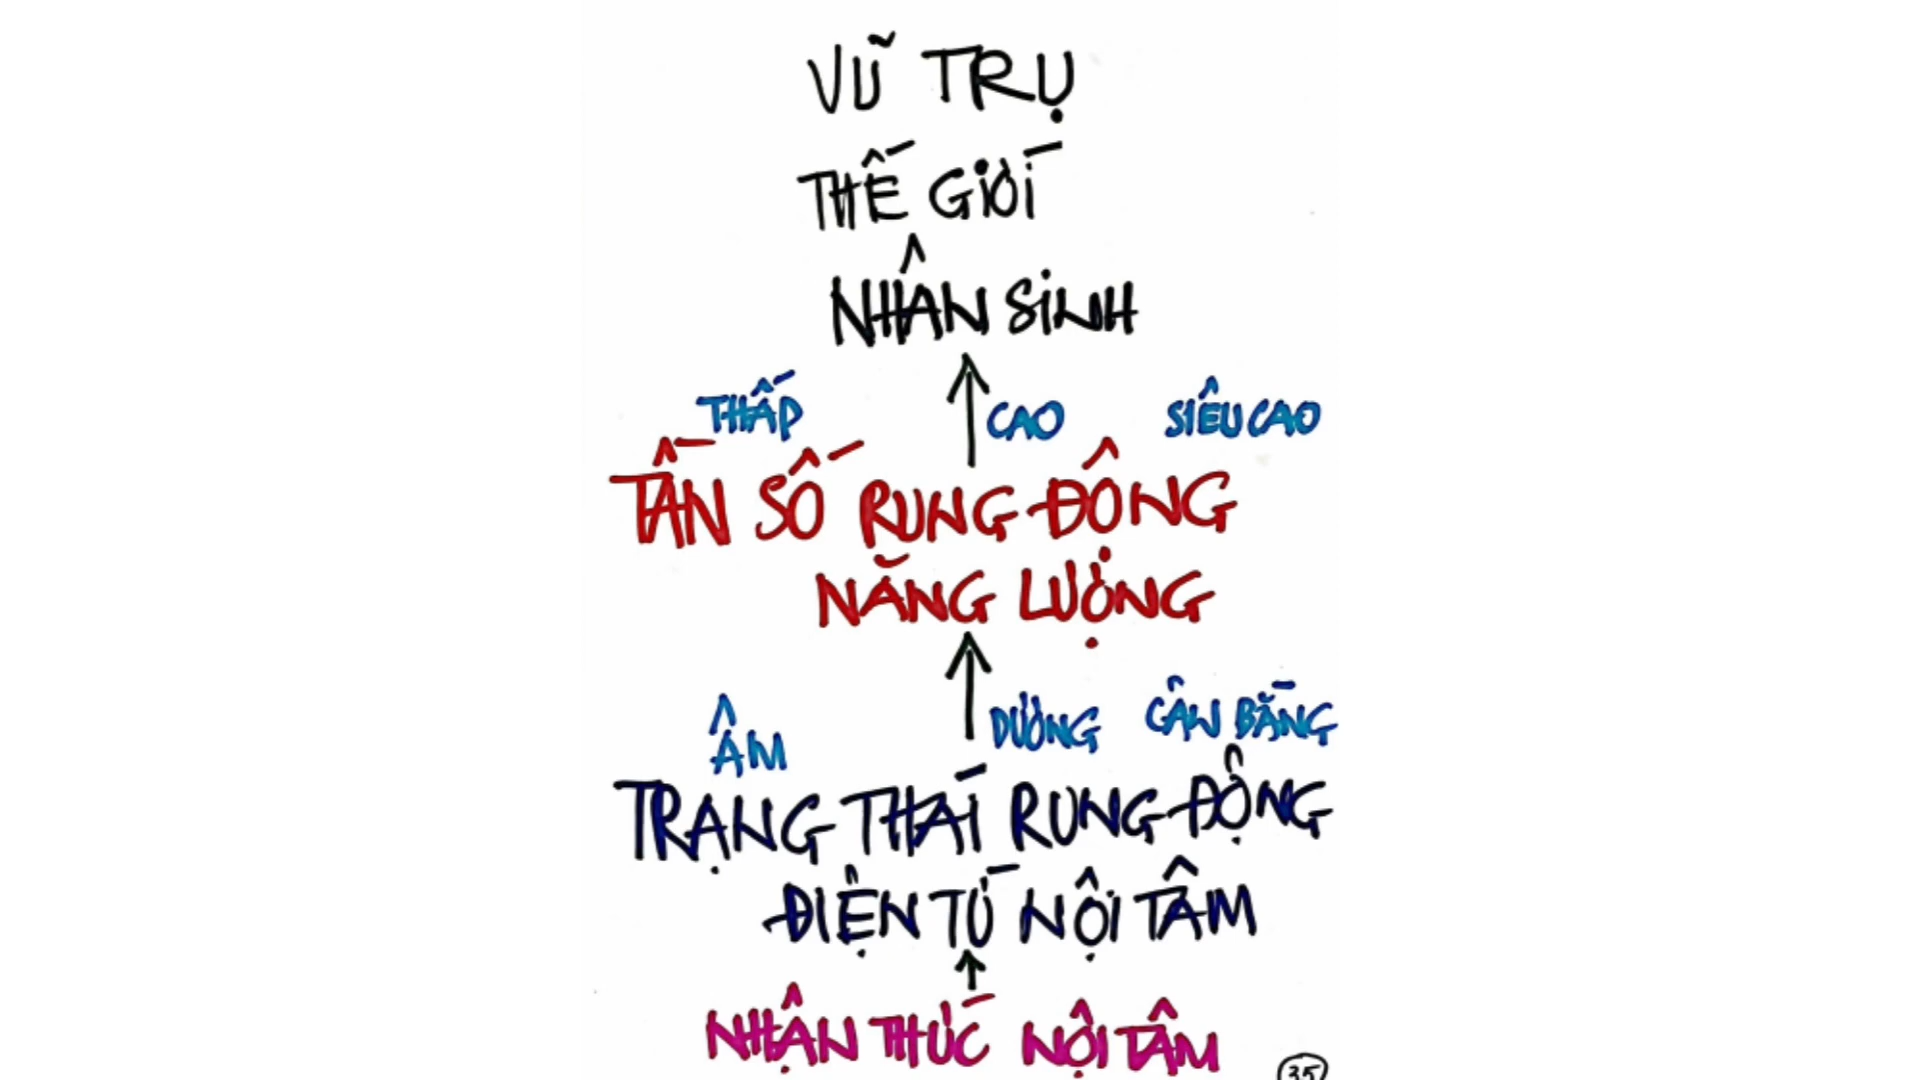 VŨ TRỤ
THẾ GIỚI
NHÂN SINH
THẤP CAO SIÊU CAO
TẦN SỐ RUNG ĐỘNG
NĂNG LƯỢNG
ÂM DƯƠNG CÂN BẰNG
TRẠNG THÁI RUNG ĐỘNG
ĐIỆN TỪ NỘI TÂM
NHẬN THỨC NỘI TÂM
35